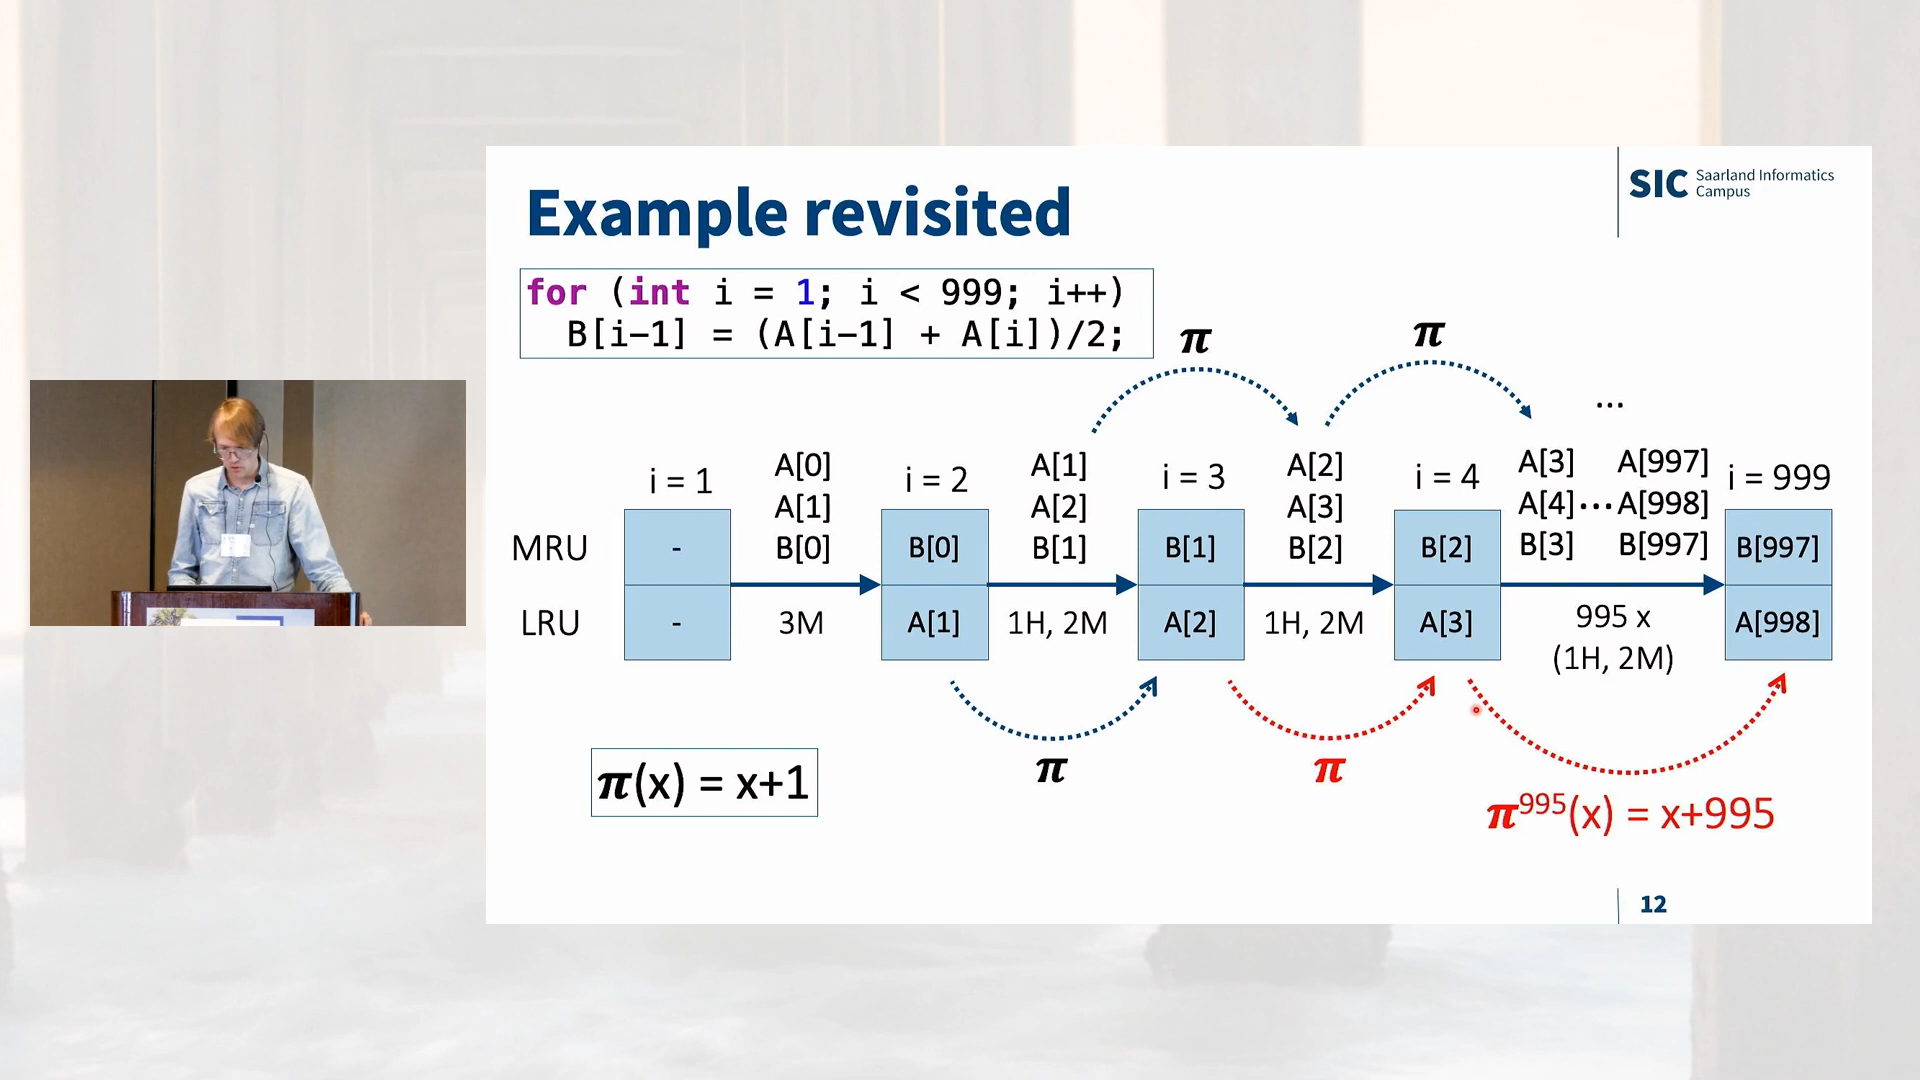 Example revisited
SIC Saarland Informatics
Campus
for (int i = 1; i < 999; i++)
B[i-1] = (A[i-1] + A[i])/2;
π
π
...
i = 1
A[0]
A[1]
B[0]
i = 2
A[1]
A[2]
B[1]
i = 3
A[2]
A[3]
B[2]
i = 4
A[3] A[997]
A[4]...A[998]
B[3] B[997]
i = 999
MRU - B[0] B[1] B[2] B[997]
LRU - 3M A[1] 1H, 2M A[2] 1H, 2M A[3] 995 x A[998]
(1H, 2M)
π
π
π(x) = x+1
π⁹⁹⁵(x) = x+995
12